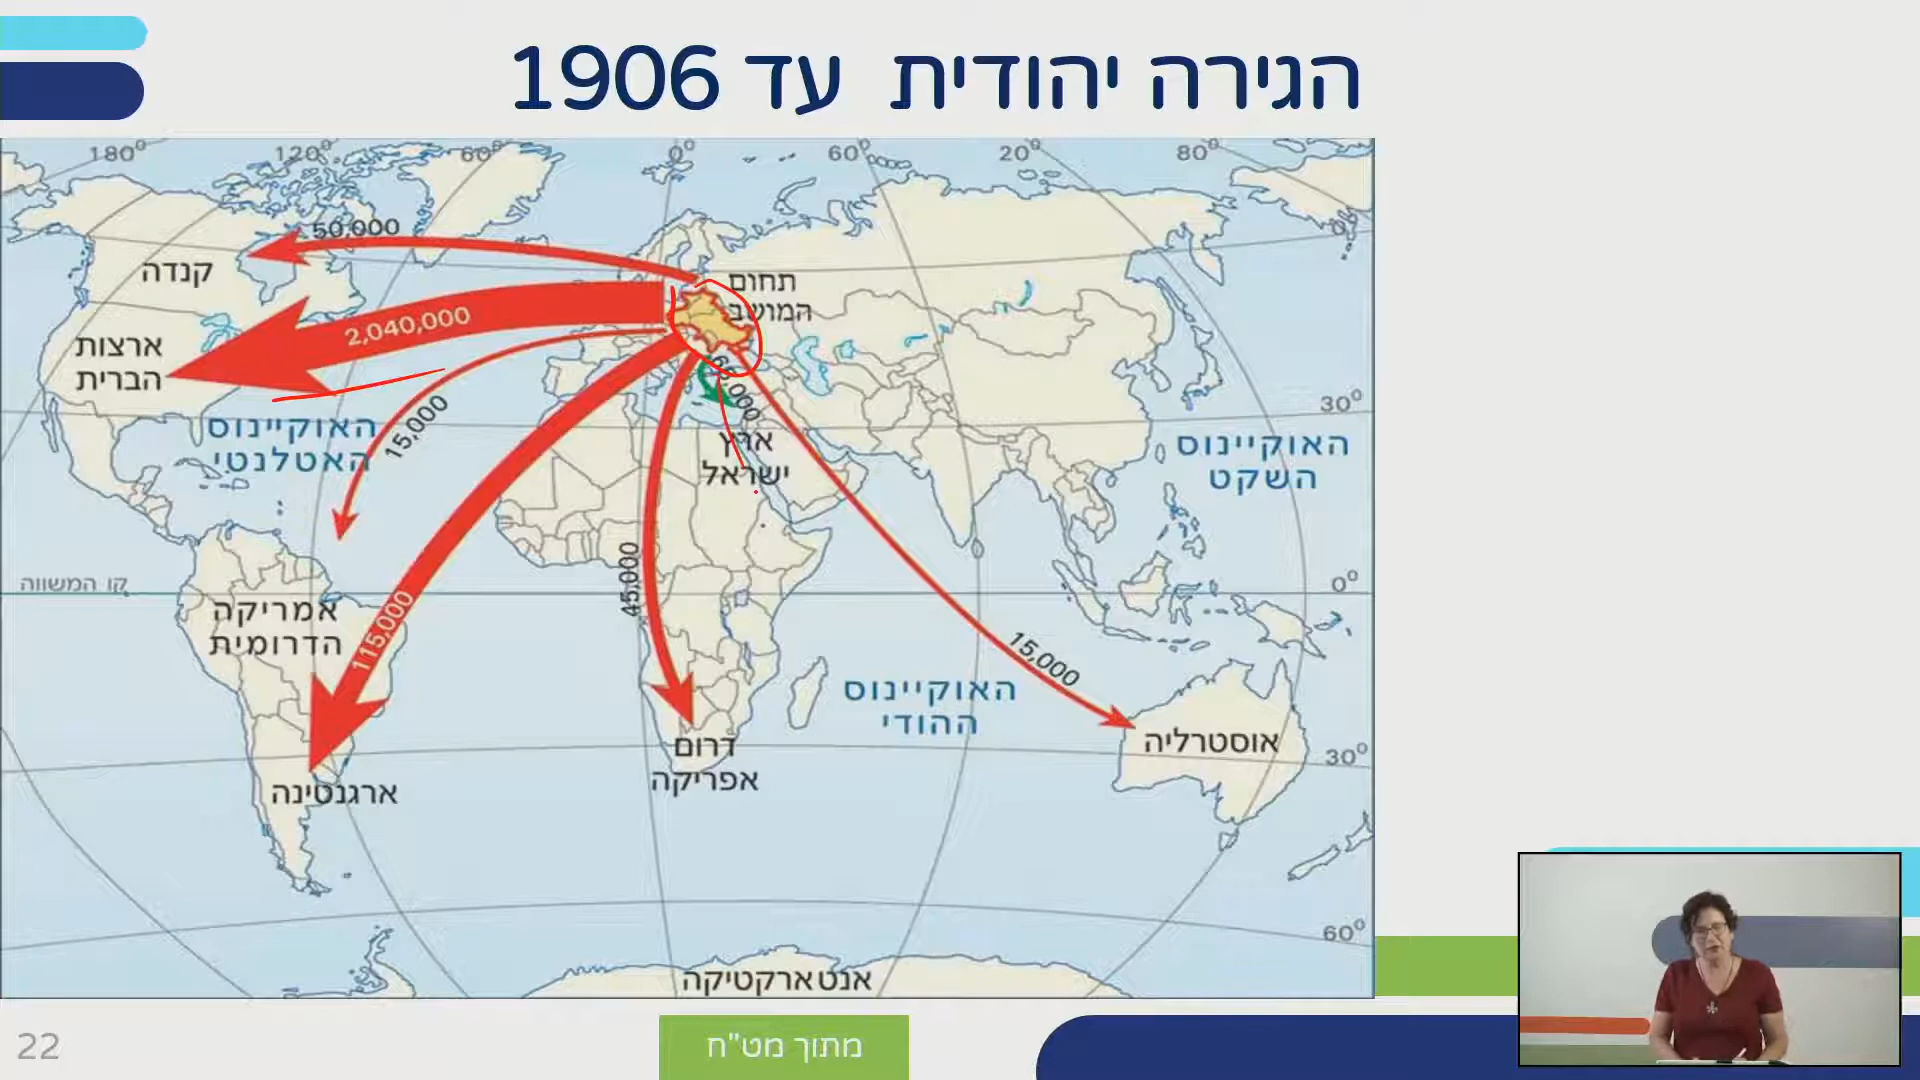 הגירה יהודית עד 1906
180°
120°
60°
0°
60°
20°
80°
0°
50,000
קנדה
תחום
המושב
2,040,000
ארצות
הברית
30°
15,000
האוקיינוס
האטלנטי
ארץ
ישראל
האוקיינוס
השקט
קו המשווה
0°
אמריקה
הדרומית
115,000
45,000
15,000
האוקיינוס
ההודי
דרום
אפריקה
אוסטרליה
30°
ארגנטינה
60°
אנטארקטיקה
22
מתוך מט"ח